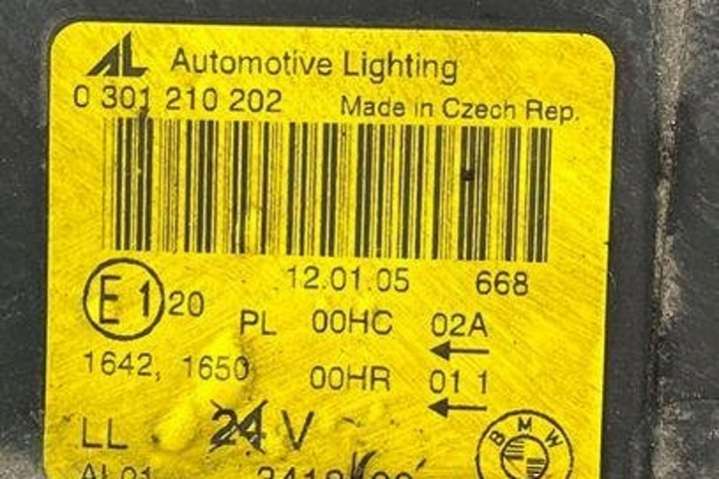 AL Automotive Lighting
0 301 210 202 Made in Czech Rep.
12.01.05 668
E1 20 PL 00HC 02A
1642, 1650 00HR 01 1
LL 24 V
BMW
AL01